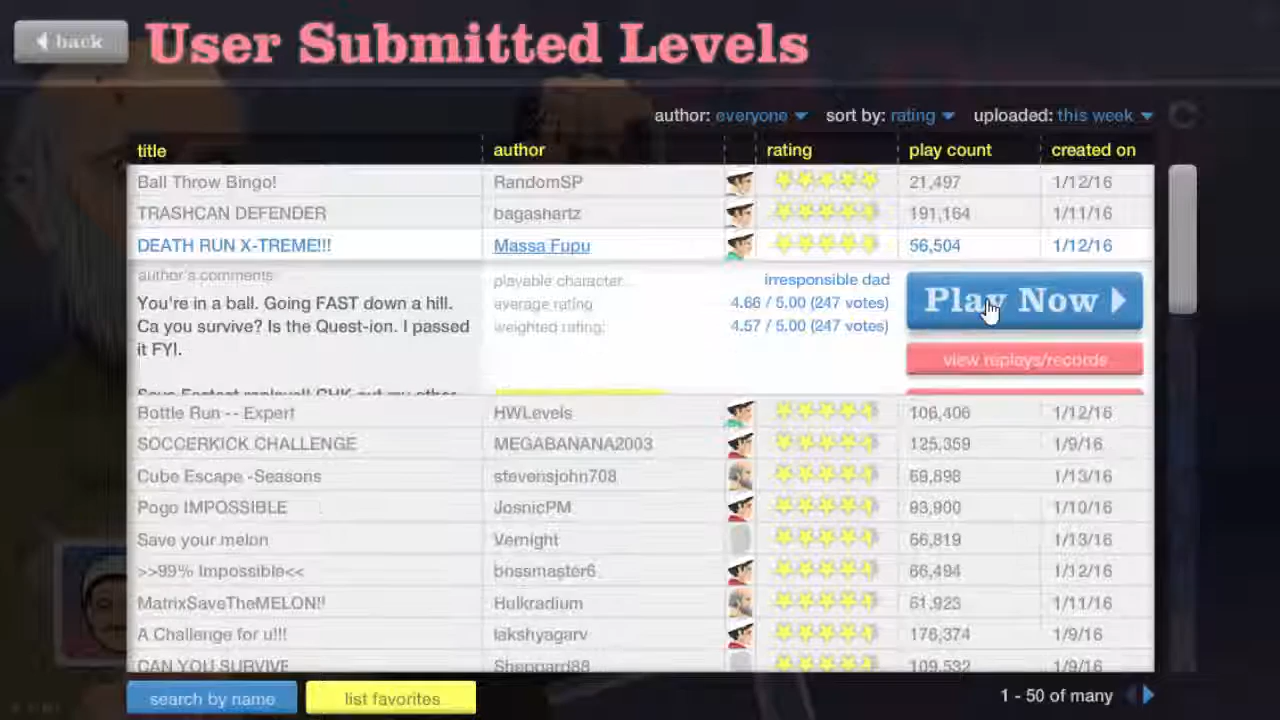 back
User Submitted Levels
author: everyone sort by: rating uploaded: this week
title author rating play count created on
Ball Throw Bingo! RandomSP 21,497 1/12/16
TRASHCAN DEFENDER bagashartz 191,164 1/11/16
DEATH RUN X-TREME!!! Massa Fupu 56,504 1/12/16
author's comments:
You're in a ball. Going FAST down a hill.
Ca you survive? Is the Quest-ion. I passed
it FYI.
playable character: irresponsible dad
average rating 4.66 / 5.00 (247 votes)
weighted rating: 4.57 / 5.00 (247 votes)
Play Now
view replays/records
Bottle Run -- Expert HWLevels 106,406 1/12/16
SOCCERKICK CHALLENGE MEGABANANA2003 125,359 1/9/16
Cube Escape -Seasons stevensjohn708 69,898 1/13/16
Pogo IMPOSSIBLE JosnicPM 93,900 1/10/16
Save your melon Vernight 66,819 1/13/16
>>99% Impossible<< bossmaster6 66,494 1/12/16
MatrixSaveTheMELON!! Hulkradium 61,923 1/11/16
A Challenge for u!!! lakshyagarv 176,374 1/9/16
CAN YOU SURVIVE Sheppard88 109,532 1/9/16
search by name list favorites 1 - 50 of many